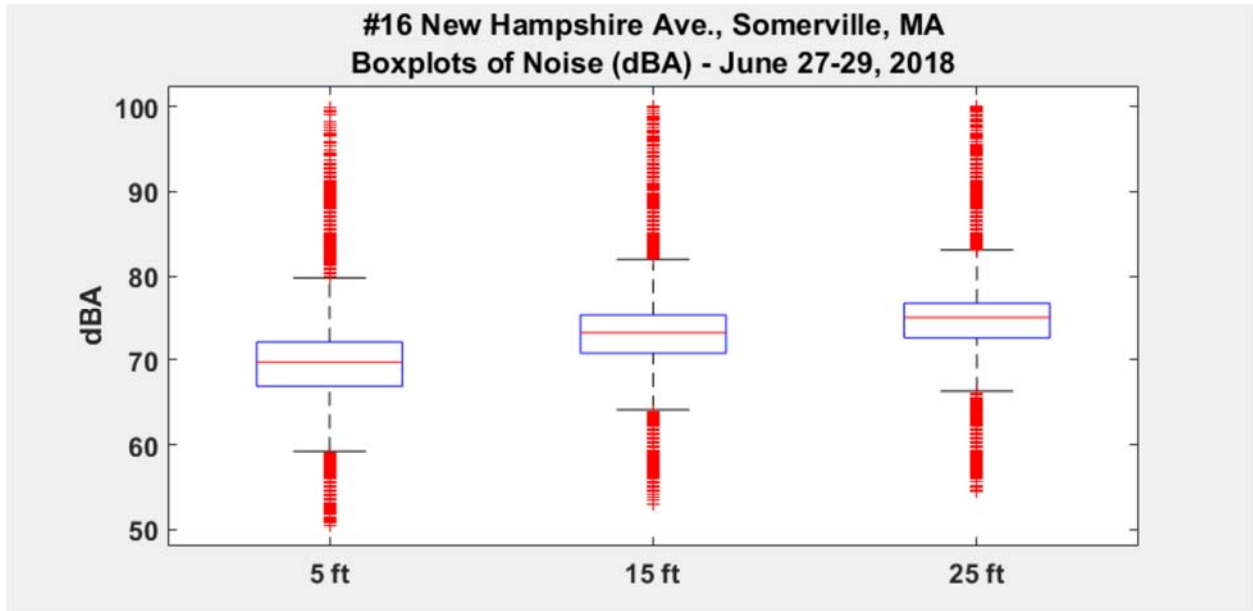 #16 New Hampshire Ave., Somerville, MA
Boxplots of Noise (dBA) - June 27-29, 2018
100
90
80
70
60
50
dBA
5 ft 15 ft 25 ft